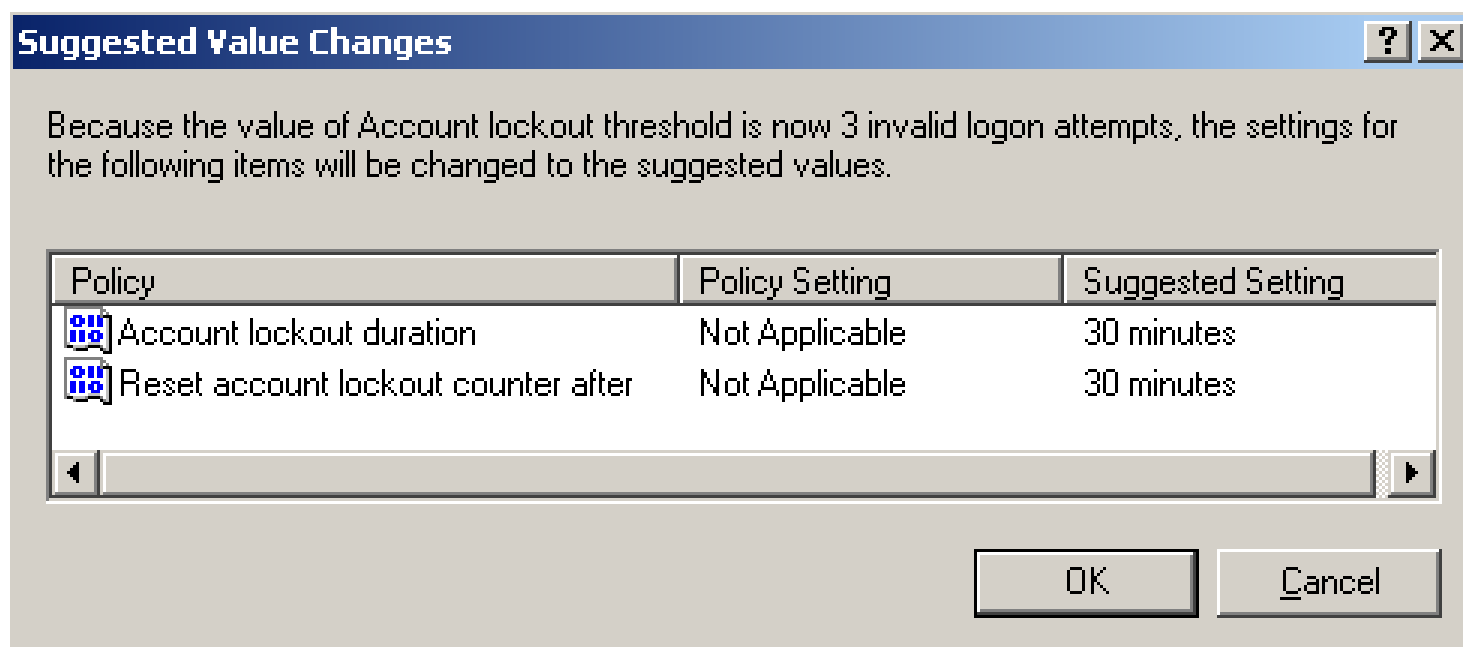 Suggested Value Changes
Because the value of Account lockout threshold is now 3 invalid logon attempts, the settings for
the following items will be changed to the suggested values.
Policy Policy Setting Suggested Setting
Account lockout duration Not Applicable 30 minutes
Reset account lockout counter after Not Applicable 30 minutes
OK Cancel